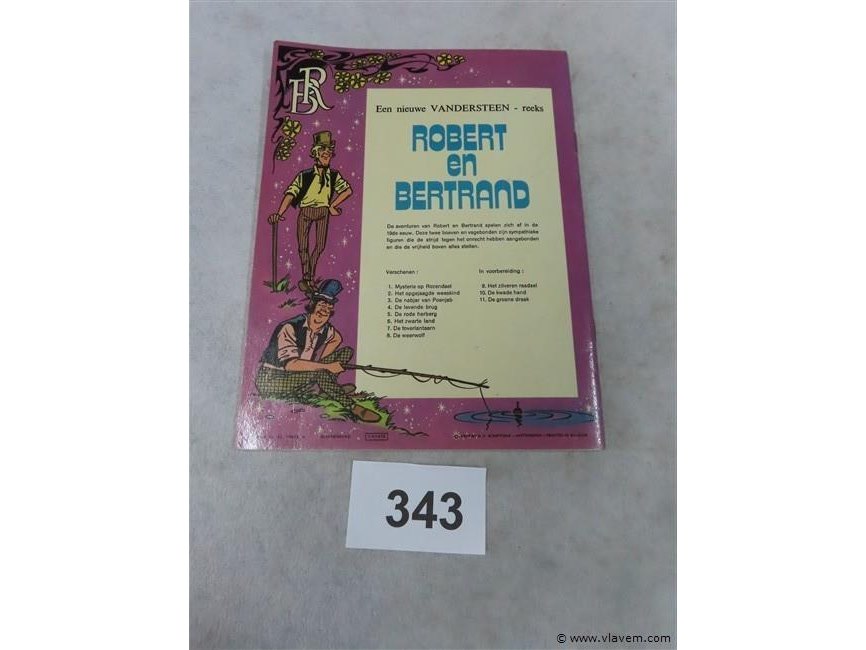 BR
Een nieuwe VANDERSTEEN - reeks
ROBERT
en
BERTRAND
De avonturen van Robert en Bertrand spelen zich af in de
19de eeuw. Deze twee boeven en vagebonden zijn sympathieke
figuren die de strijd tegen het onrecht hebben aangebonden
en die de vrijheid boven alles stellen.
Verschenen :
1. Mysterie op Rozendael
2. Het opgejaagde weeskind
3. De nabjar van Poenjab
4. De levende brug
5. De rode herberg
6. Het zwarte land
7. De toverlantaarn
8. De weerwolf
In voorbereiding :
9. Het zilveren raadsel
10. De kwade hand
11. De groene draak
343
© www.vlavem.com